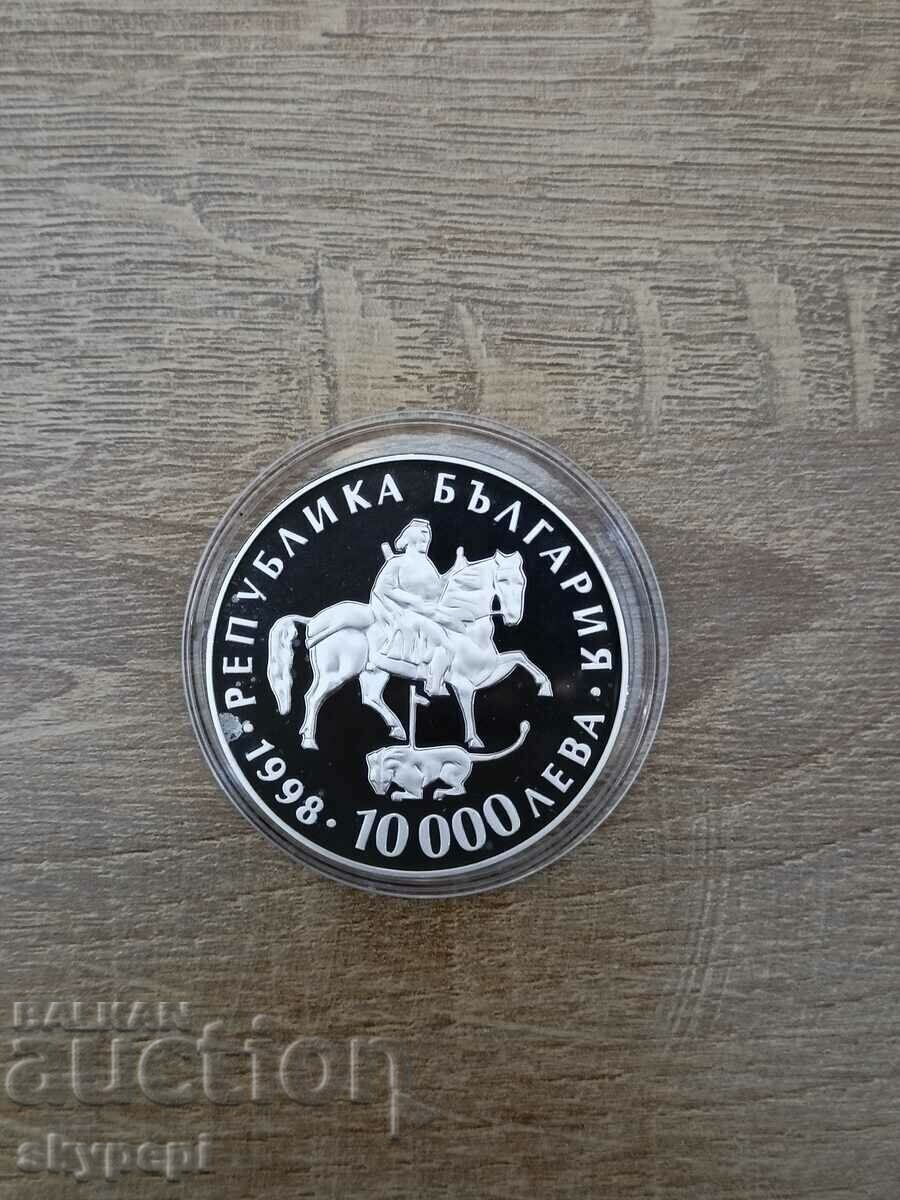 · РЕПУБЛИКА БЪЛГАРИЯ ·
· 1998 · 10 000 ЛЕВА ·
BALKAN
auction
skypepi